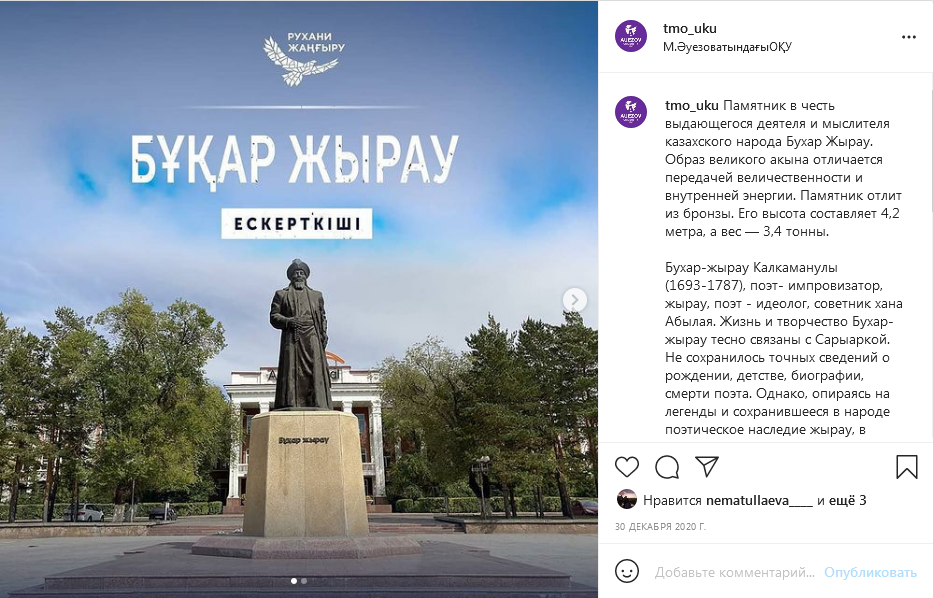 РУХАНИ
ЖАҢҒЫРУ
БҰҚАР ЖЫРАУ
ЕСКЕРТКІШІ
Бұқар жырау
AUEZOV
tmo_uku
М.ӘуезоватындағыОҚУ
AUEZOV
tmo_uku Памятник в честь
выдающегося деятеля и мыслителя
казахского народа Бухар Жырау.
Образ великого акына отличается
передачей величественности и
внутренней энергии. Памятник отлит
из бронзы. Его высота составляет 4,2
метра, а вес — 3,4 тонны.
Бухар-жырау Калкаманулы
(1693-1787), поэт- импровизатор,
жырау, поэт - идеолог, советник хана
Абылая. Жизнь и творчество Бухар-
жырау тесно связаны с Сарыаркой.
Не сохранилось точных сведений о
рождении, детстве, биографии,
смерти поэта. Однако, опираясь на
легенды и сохранившееся в народе
поэтическое наследие жырау, в
Нравится nematullaeva____ и ещё 3
30 ДЕКАБРЯ 2020 Г.
Добавьте комментарий... Опубликовать